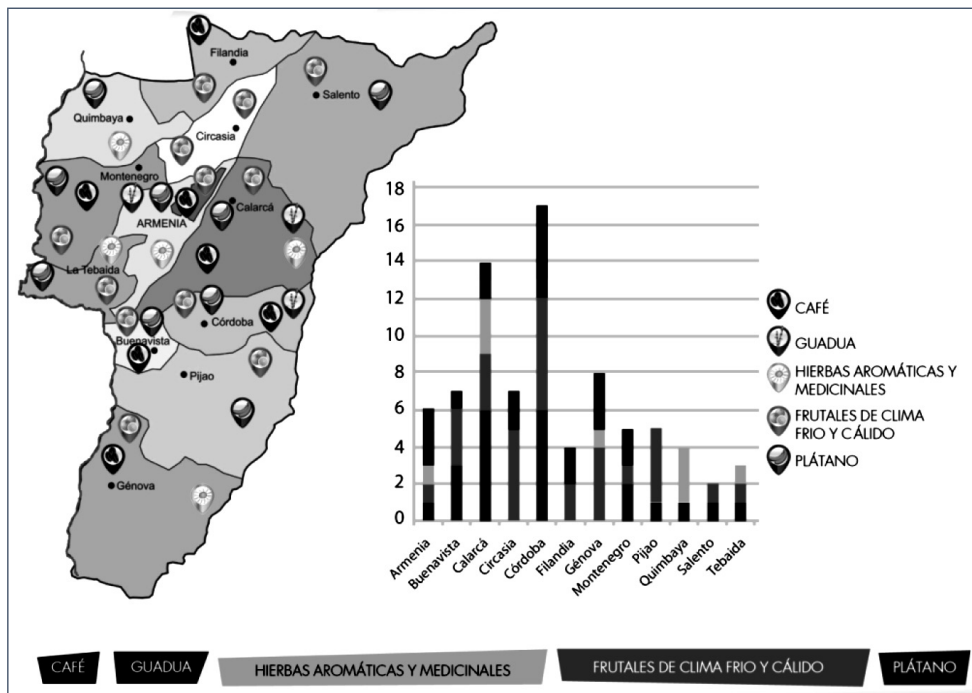 Filandia
Salento
Quimbaya
Circasia
Montenegro
ARMENIA
Calarcá
La Tebaida
Córdoba
Buenavista
Pijao
Génova
18
16
14
12
10
8
6
4
2
0
Armenia
Buenavista
Calarcá
Circasia
Córdoba
Filandia
Génova
Montenegro
Pijao
Quimbaya
Salento
Tebaida
CAFÉ
GUADUA
HIERBAS AROMÁTICAS Y
MEDICINALES
FRUTALES DE CLIMA
FRIO Y CÁLIDO
PLÁTANO
CAFÉ
GUADUA
HIERBAS AROMÁTICAS Y MEDICINALES
FRUTALES DE CLIMA FRIO Y CÁLIDO
PLÁTANO